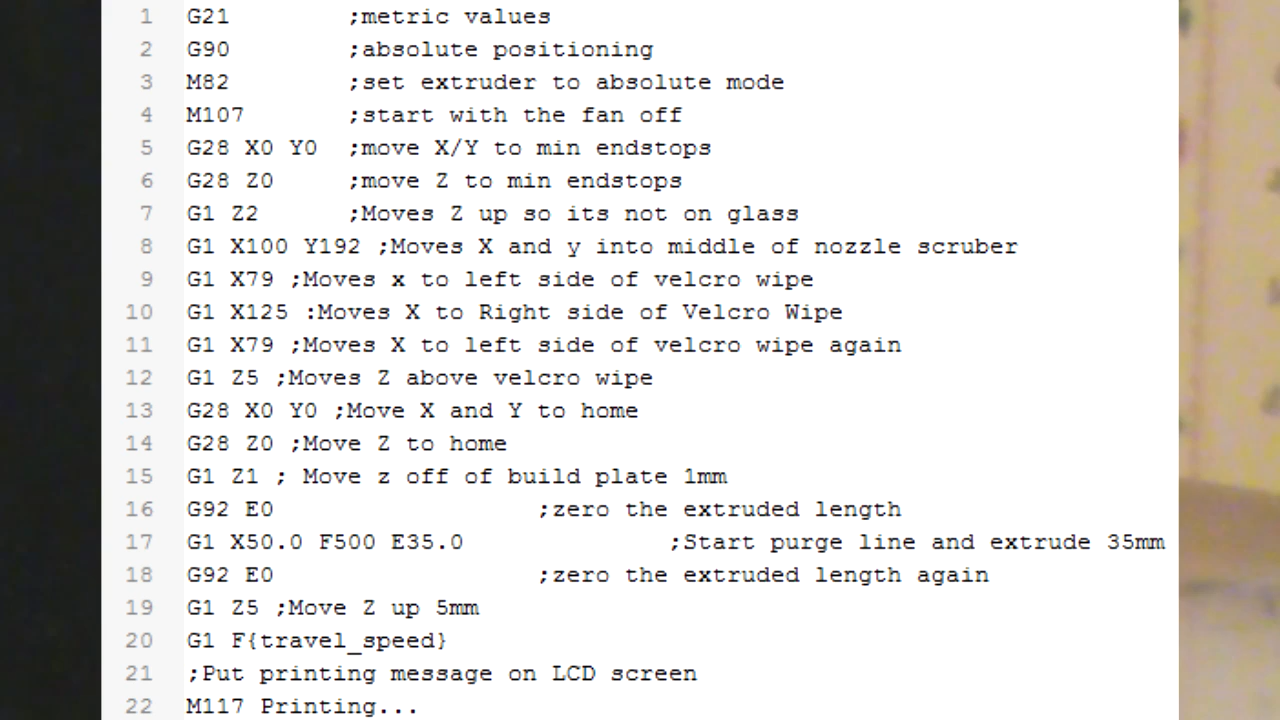 1 G21 ;metric values
2 G90 ;absolute positioning
3 M82 ;set extruder to absolute mode
4 M107 ;start with the fan off
5 G28 X0 Y0 ;move X/Y to min endstops
6 G28 Z0 ;move Z to min endstops
7 G1 Z2 ;Moves Z up so its not on glass
8 G1 X100 Y192 ;Moves X and y into middle of nozzle scruber
9 G1 X79 ;Moves x to left side of velcro wipe
10 G1 X125 :Moves X to Right side of Velcro Wipe
11 G1 X79 ;Moves X to left side of velcro wipe again
12 G1 Z5 ;Moves Z above velcro wipe
13 G28 X0 Y0 ;Move X and Y to home
14 G28 Z0 ;Move Z to home
15 G1 Z1 ; Move z off of build plate 1mm
16 G92 E0 ;zero the extruded length
17 G1 X50.0 F500 E35.0 ;Start purge line and extrude 35mm
18 G92 E0 ;zero the extruded length again
19 G1 Z5 ;Move Z up 5mm
20 G1 F{travel_speed}
21 ;Put printing message on LCD screen
22 M117 Printing...